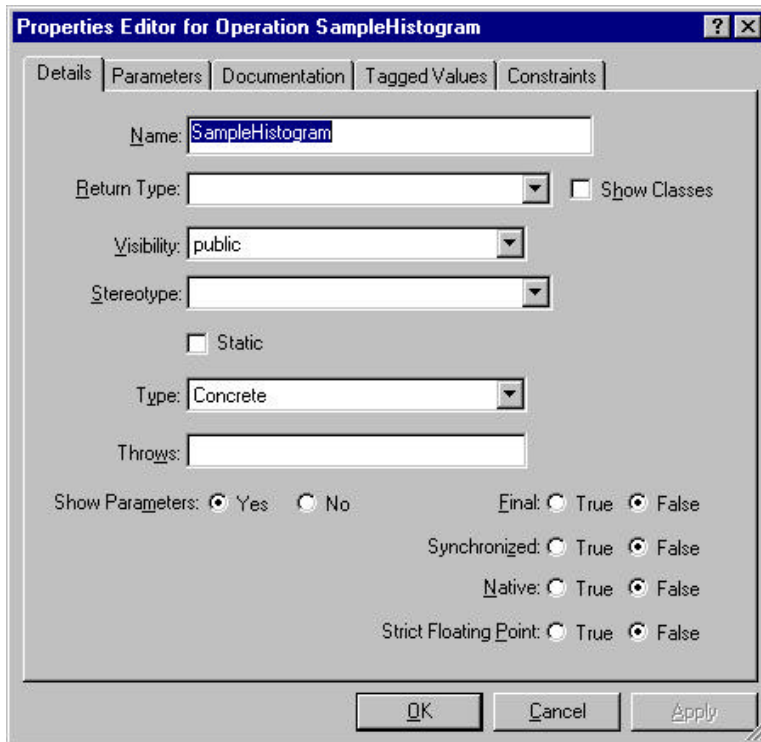 Properties Editor for Operation SampleHistogram
Details Parameters Documentation Tagged Values Constraints
Name: SampleHistogram
Return Type: Show Classes
Visibility: public
Stereotype:
Static
Type: Concrete
Throws:
Show Parameters: Yes No Final: True False
Synchronized: True False
Native: True False
Strict Floating Point: True False
OK Cancel Apply